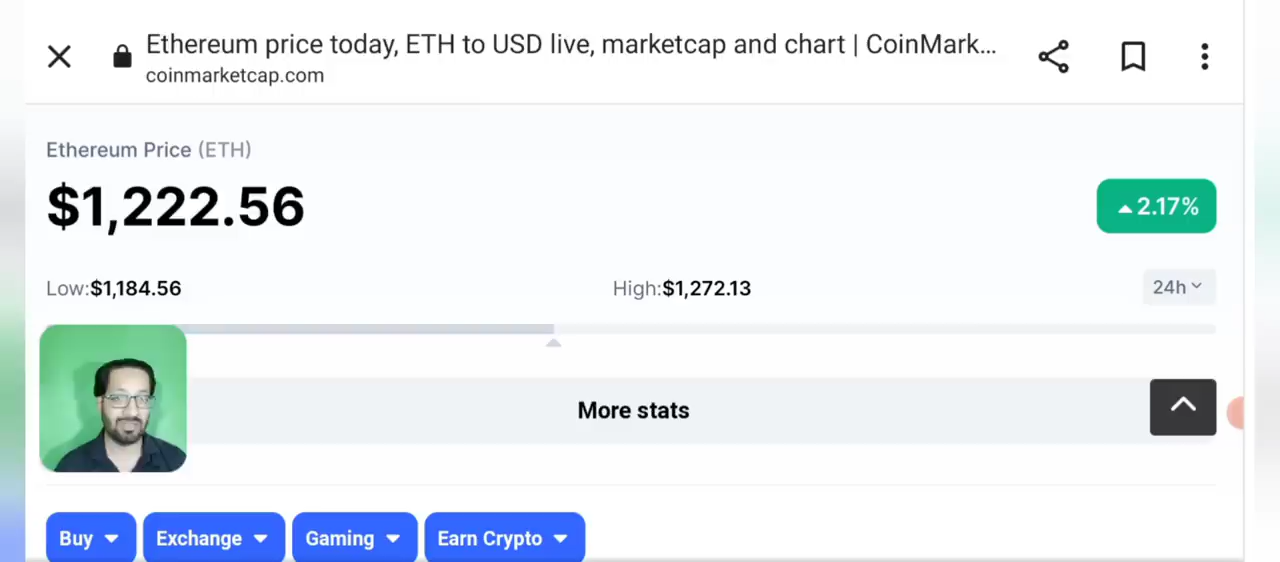 Ethereum price today, ETH to USD live, marketcap and chart | CoinMark...
coinmarketcap.com
Ethereum Price (ETH)
$1,222.56
2.17%
Low:$1,184.56 High:$1,272.13 24h
More stats
Buy Exchange Gaming Earn Crypto